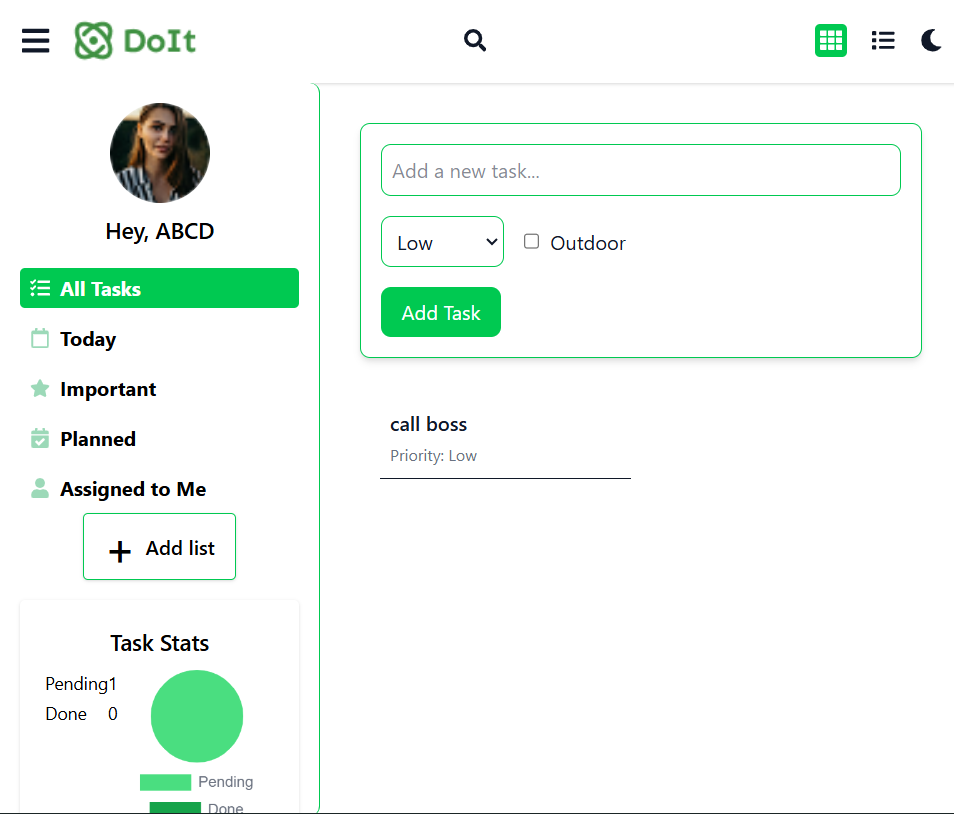 DoIt
Hey, ABCD
All Tasks
Today
Important
Planned
Assigned to Me
+ Add list
Task Stats
Pending1
Done 0
Pending
Done
Add a new task...
Low
Outdoor
Add Task
call boss
Priority: Low